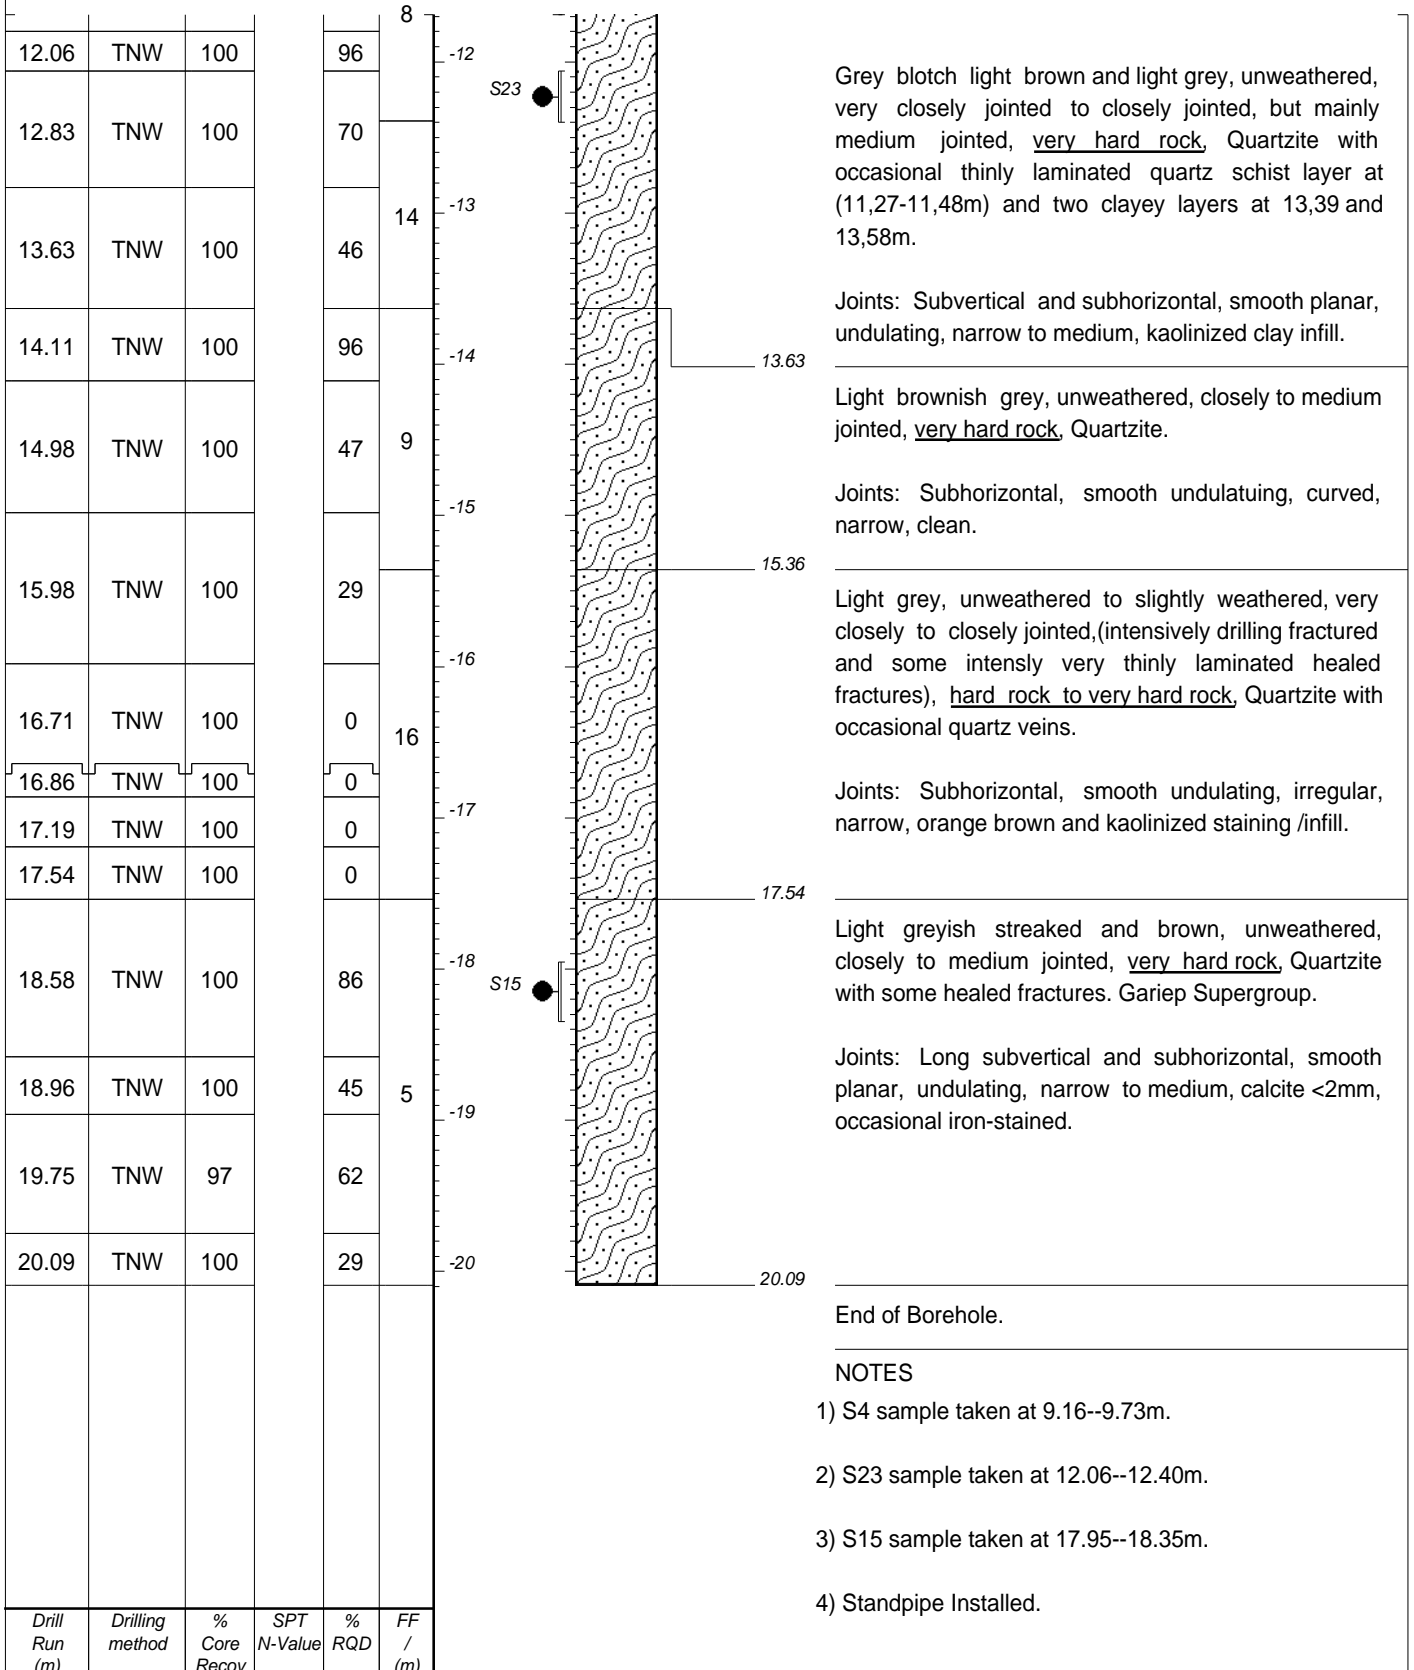 8
12.06 TNW 100 96 -12
S23
12.83 TNW 100 70
-13
14
13.63 TNW 100 46
14.11 TNW 100 96 -14
13.63
14.98 TNW 100 47 9
-15
15.36
15.98 TNW 100 29
-16
16.71 TNW 100 0 16
16.86 TNW 100 0
-17
17.19 TNW 100 0
17.54 TNW 100 0
17.54
-18
S15
18.58 TNW 100 86
18.96 TNW 100 45 5
-19
19.75 TNW 97 62
20.09 TNW 100 29 -20
20.09
Grey blotch light brown and light grey, unweathered,
very closely jointed to closely jointed, but mainly
medium jointed, very hard rock, Quartzite with
occasional thinly laminated quartz schist layer at
(11,27-11,48m) and two clayey layers at 13,39 and
13,58m.
Joints: Subvertical and subhorizontal, smooth planar,
undulating, narrow to medium, kaolinized clay infill.
Light brownish grey, unweathered, closely to medium
jointed, very hard rock, Quartzite.
Joints: Subhorizontal, smooth undulatuing, curved,
narrow, clean.
Light grey, unweathered to slightly weathered, very
closely to closely jointed,(intensively drilling fractured
and some intensly very thinly laminated healed
fractures), hard rock to very hard rock, Quartzite with
occasional quartz veins.
Joints: Subhorizontal, smooth undulating, irregular,
narrow, orange brown and kaolinized staining /infill.
Light greyish streaked and brown, unweathered,
closely to medium jointed, very hard rock, Quartzite
with some healed fractures. Gariep Supergroup.
Joints: Long subvertical and subhorizontal, smooth
planar, undulating, narrow to medium, calcite <2mm,
occasional iron-stained.
End of Borehole.
NOTES
1) S4 sample taken at 9.16--9.73m.
2) S23 sample taken at 12.06--12.40m.
3) S15 sample taken at 17.95--18.35m.
4) Standpipe Installed.
Drill Drilling % SPT % FF
Run method Core N-Value RQD /
(m) Recov (m)